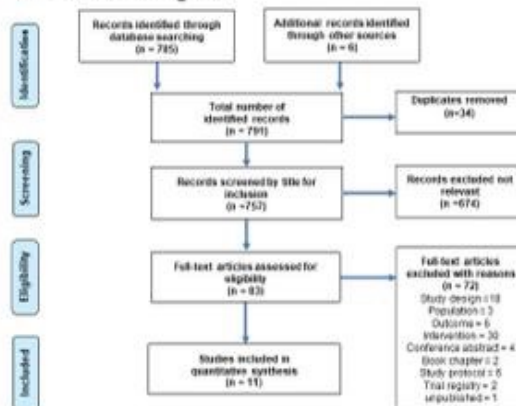 Identification
Records identified through
database searching
(n = 785)
Additional records identified
through other sources
(n = 6)
Total number of
identified records
(n = 791)
Duplicates removed
(n=34)
Screening
Records screened by title for
inclusion
(n =757)
Records excluded not
relevant
(n =674)
Eligibility
Full-text articles assessed for
eligibility
(n = 83)
Full-text articles
excluded with reasons
(n = 72)
Study design =18
Population = 3
Outcome = 6
Intervention = 30
Conference abstract = 4
Book chapter = 2
Study protocol = 6
Trial registry = 2
unpublished = 1
Included
Studies included in
quantitative synthesis
(n = 11)